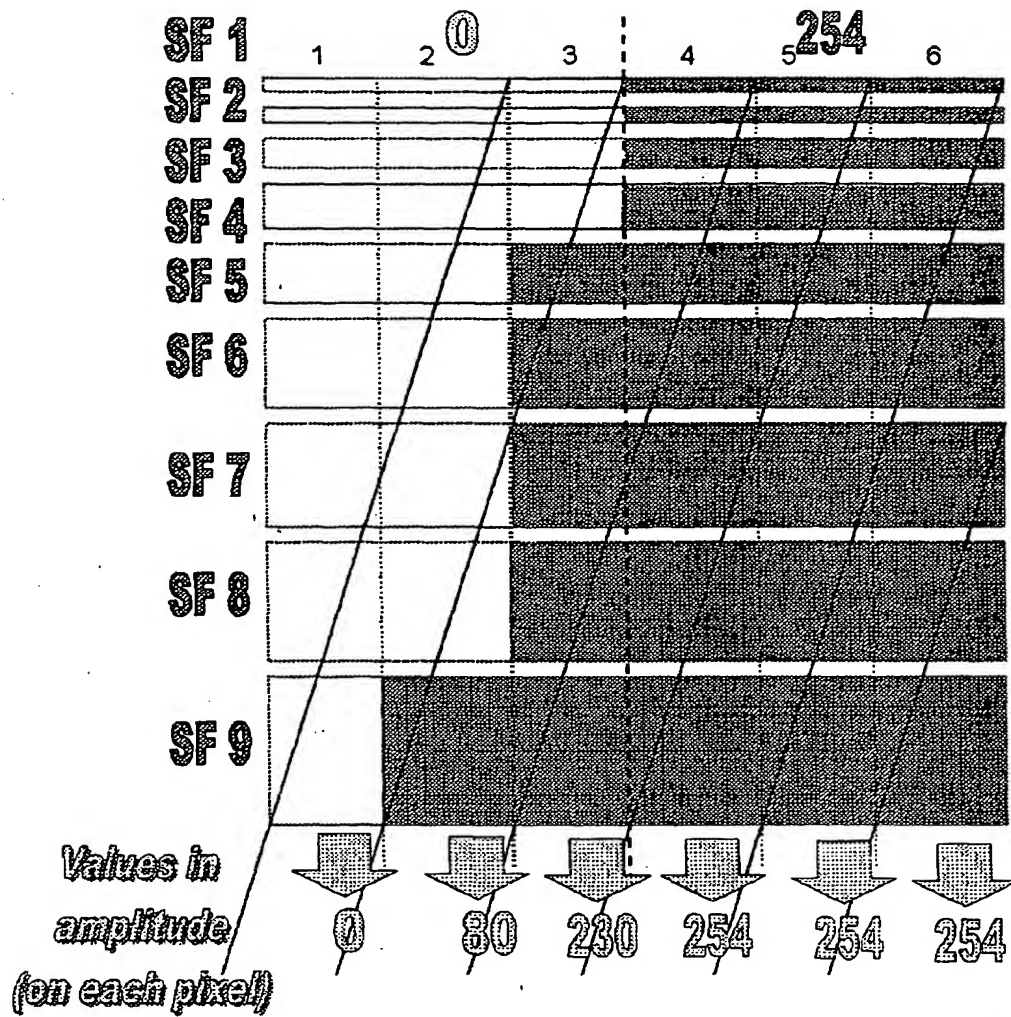 SF 1 0 254
1 2 3 4 5 6
SF 2
SF 3
SF 4
SF 5
SF 6
SF 7
SF 8
SF 9
Values in
amplitude 0 80 230 254 254 254
(on each pixel)